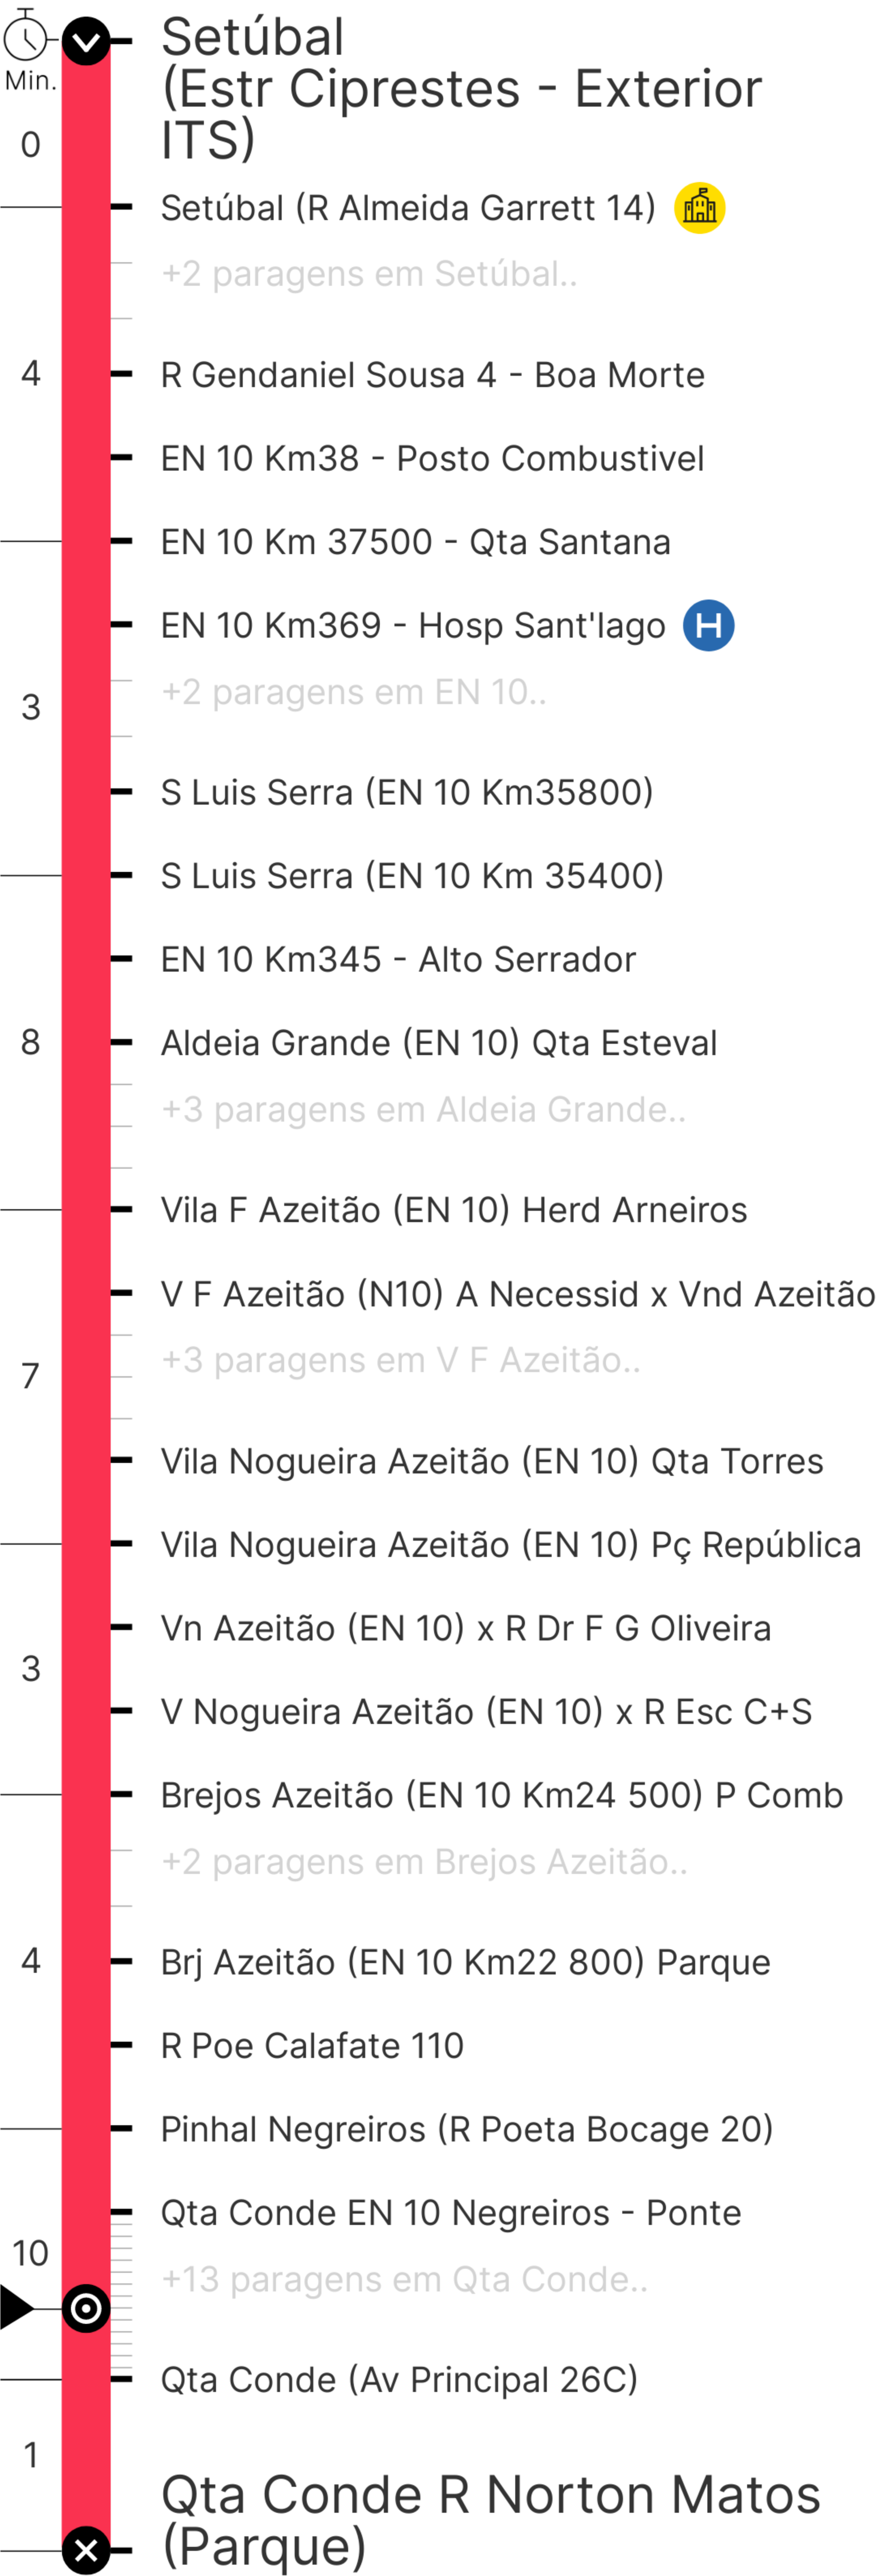 Setúbal
(Estr Ciprestes - Exterior
ITS)
Min.
0
Setúbal (R Almeida Garrett 14)
+2 paragens em Setúbal..
4
R Gendaniel Sousa 4 - Boa Morte
EN 10 Km38 - Posto Combustivel
EN 10 Km 37500 - Qta Santana
EN 10 Km369 - Hosp Sant'Iago H
+2 paragens em EN 10..
3
S Luis Serra (EN 10 Km35800)
S Luis Serra (EN 10 Km 35400)
EN 10 Km345 - Alto Serrador
8
Aldeia Grande (EN 10) Qta Esteval
+3 paragens em Aldeia Grande..
Vila F Azeitão (EN 10) Herd Arneiros
V F Azeitão (N10) A Necessid x Vnd Azeitão
+3 paragens em V F Azeitão..
7
Vila Nogueira Azeitão (EN 10) Qta Torres
Vila Nogueira Azeitão (EN 10) Pç República
Vn Azeitão (EN 10) x R Dr F G Oliveira
3
V Nogueira Azeitão (EN 10) x R Esc C+S
Brejos Azeitão (EN 10 Km24 500) P Comb
+2 paragens em Brejos Azeitão..
4
Brj Azeitão (EN 10 Km22 800) Parque
R Poe Calafate 110
Pinhal Negreiros (R Poeta Bocage 20)
Qta Conde EN 10 Negreiros - Ponte
10
+13 paragens em Qta Conde..
Qta Conde (Av Principal 26C)
1
Qta Conde R Norton Matos
(Parque)